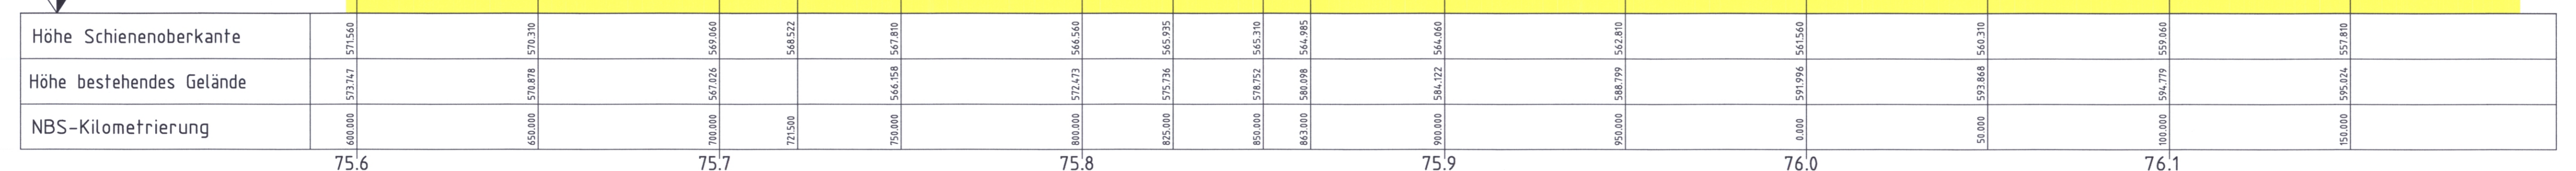 Höhe Schienenoberkante 571.560 570.310 569.060 568.522 567.810 566.560 565.935 565.310 564.985 564.060 562.810 561.560 560.310 559.060 557.810
Höhe bestehendes Gelände 573.747 570.878 567.026 566.158 572.473 575.736 578.752 580.098 584.122 588.799 591.996 593.868 594.779 595.024
NBS-Kilometrierung 600.000 650.000 700.000 721.500 750.000 800.000 825.000 850.000 863.000 900.000 950.000 0.000 50.000 100.000 150.000
75.6 75.7 75.8 75.9 76.0 76.1